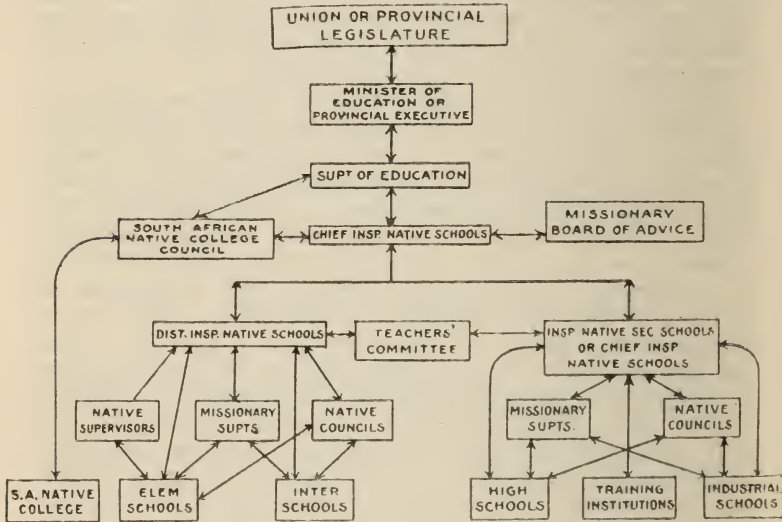 UNION OR PROVINCIAL
LEGISLATURE
MINISTER OF
EDUCATION OR
PROVINCIAL EXECUTIVE
SUPT OF EDUCATION
SOUTH AFRICAN
NATIVE COLLEGE
COUNCIL
CHIEF INSP. NATIVE SCHOOLS
MISSIONARY
BOARD OF ADVICE
DIST. INSP. NATIVE SCHOOLS
TEACHERS'
COMMITTEE
INSP NATIVE SEC SCHOOLS
OR CHIEF INSP
NATIVE SCHOOLS
NATIVE
SUPERVISORS
MISSIONARY
SUPTS
NATIVE
COUNCILS
MISSIONARY
SUPTS.
NATIVE
COUNCILS
S.A. NATIVE
COLLEGE
ELEM
SCHOOLS
INTER
SCHOOLS
HIGH
SCHOOLS
TRAINING
INSTITUTIONS
INDUSTRIAL
SCHOOLS